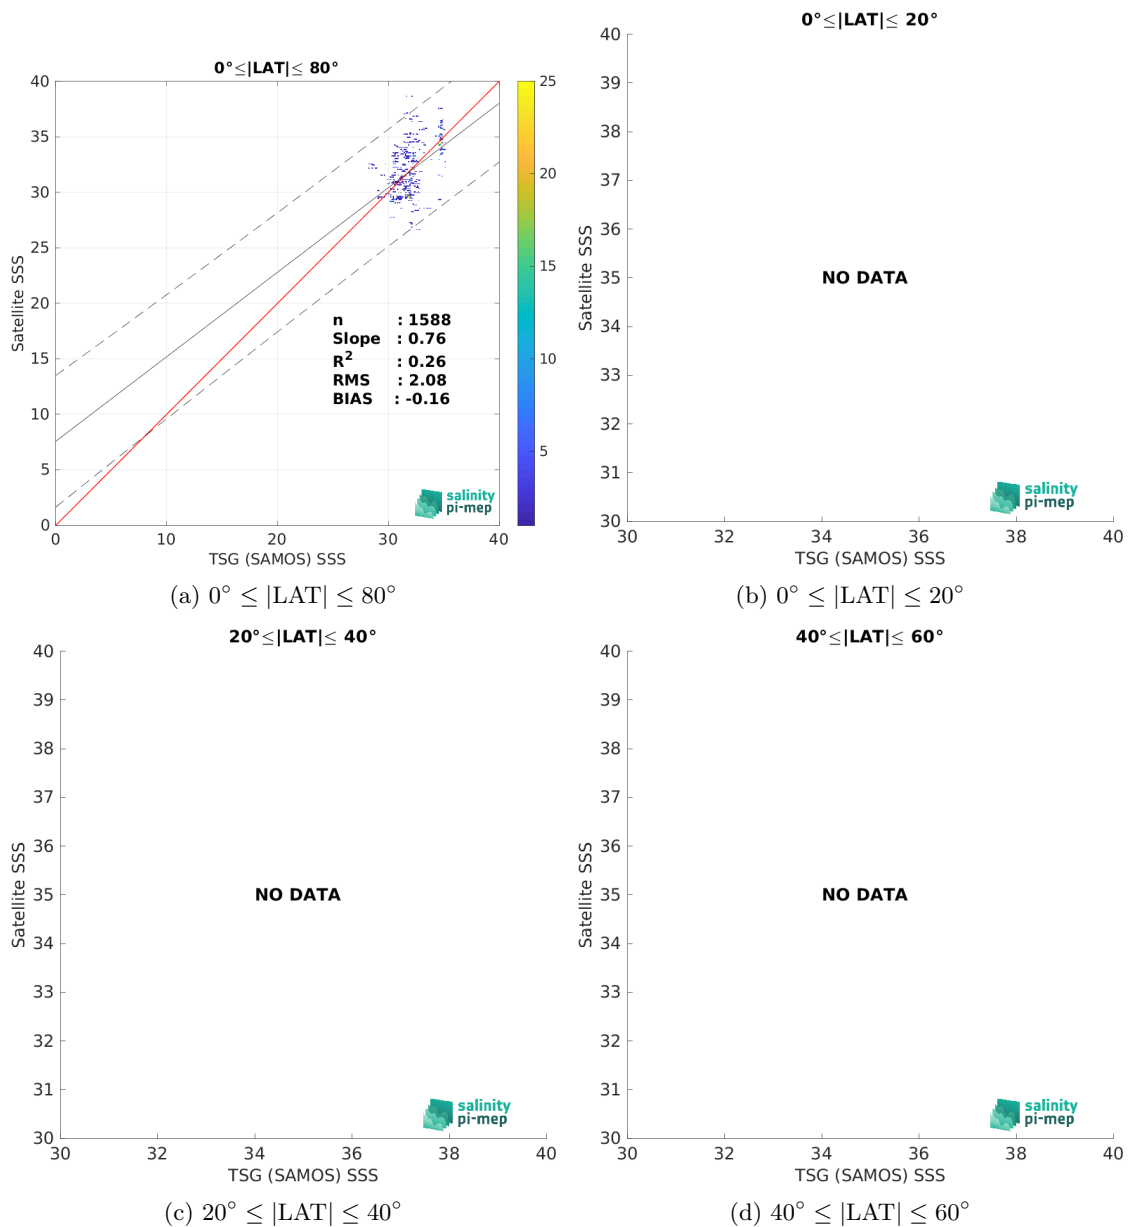 0°≤|LAT|≤ 80°
40
35
30
25
20
15
10
5
0
Satellite SSS
0
10
20
30
40
TSG (SAMOS) SSS
25
20
15
10
5
n : 1588
Slope : 0.76
R2 : 0.26
RMS : 2.08
BIAS : -0.16
salinity
pi-mep
(a) 0° ≤ |LAT| ≤ 80°
0°≤|LAT|≤ 20°
40
39
38
37
36
35
34
33
32
31
30
Satellite SSS
NO DATA
salinity
pi-mep
30
32
34
36
38
40
TSG (SAMOS) SSS
(b) 0° ≤ |LAT| ≤ 20°
20°≤|LAT|≤ 40°
40
39
38
37
36
35
34
33
32
31
30
Satellite SSS
NO DATA
salinity
pi-mep
30
32
34
36
38
40
TSG (SAMOS) SSS
(c) 20° ≤ |LAT| ≤ 40°
40°≤|LAT|≤ 60°
40
39
38
37
36
35
34
33
32
31
30
Satellite SSS
NO DATA
salinity
pi-mep
30
32
34
36
38
40
TSG (SAMOS) SSS
(d) 40° ≤ |LAT| ≤ 60°